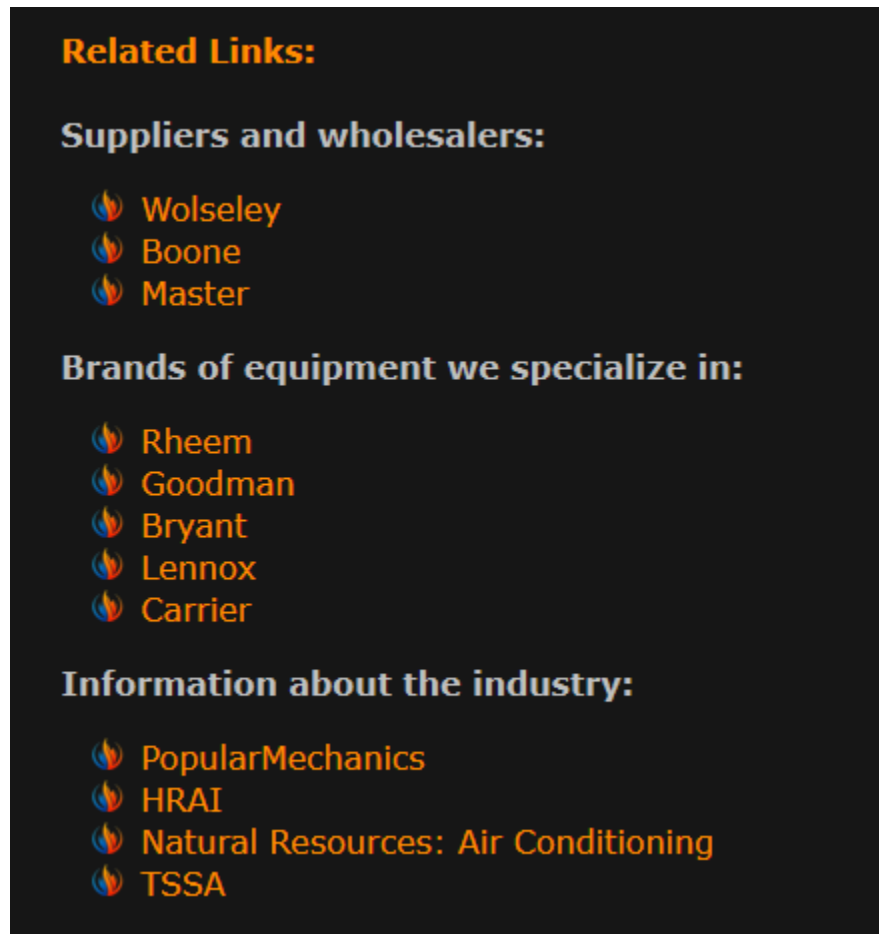 Related Links:
Suppliers and wholesalers:
Wolseley
Boone
Master
Brands of equipment we specialize in:
Rheem
Goodman
Bryant
Lennox
Carrier
Information about the industry:
PopularMechanics
HRAI
Natural Resources: Air Conditioning
TSSA